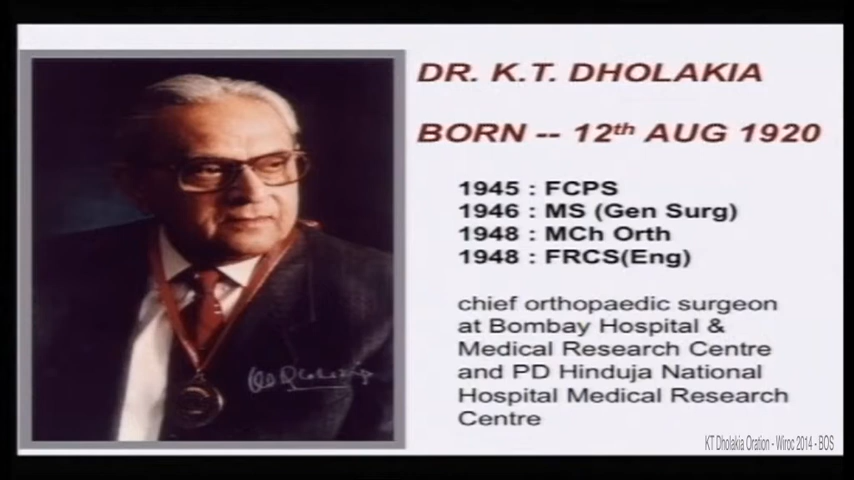 DR. K.T. DHOLAKIA
BORN -- 12th AUG 1920
1945 : FCPS
1946 : MS (Gen Surg)
1948 : MCh Orth
1948 : FRCS(Eng)
chief orthopaedic surgeon
at Bombay Hospital &
Medical Research Centre
and PD Hinduja National
Hospital Medical Research
Centre
KT Dholakia Oration - Wiroc 2014 - BOS